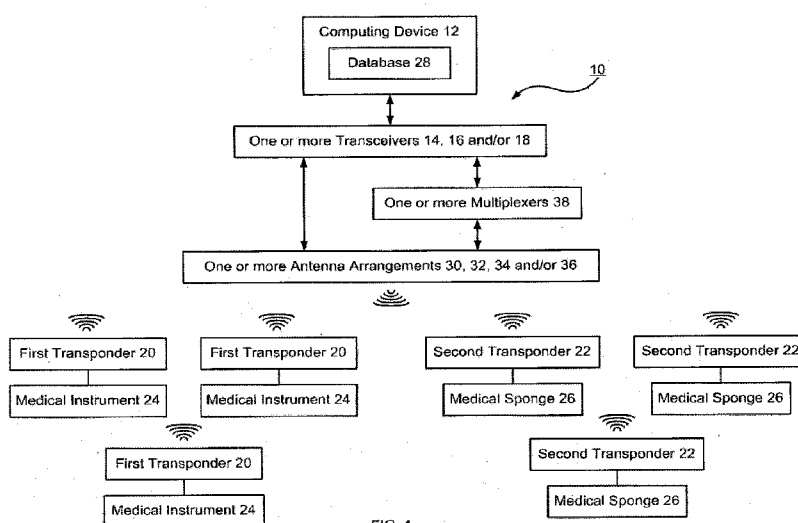 Computing Device 12
Database 28
10
One or more Transceivers 14, 16 and/or 18
One or more Multiplexers 38
One or more Antenna Arrangements 30, 32, 34 and/or 36
First Transponder 20
First Transponder 20
Second Transponder 22
Second Transponder 22
Medical Instrument 24
Medical Instrument 24
Medical Sponge 26
Medical Sponge 26
First Transponder 20
Second Transponder 22
Medical Instrument 24
Medical Sponge 26